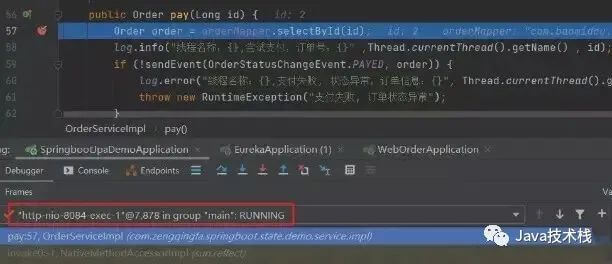 56 public Order pay(Long id) { id: 2
57 Order order = orderMapper.selectById(id); id: 2 orderMapper: "com.baomidou
58 log.info("线程名称：{},尝试支付，订单号：{}" ,Thread.currentThread().getName() , id);
59 if (!sendEvent(OrderStatusChangeEvent.PAYED, order)) {
60 log.error("线程名称：{},支付失败, 状态异常，订单信息：{}", Thread.currentThread()
61 throw new RuntimeException("支付失败, 订单状态异常");
62 }
OrderServiceImpl › pay()
SpringbooUpaDemoApplication × EurekaApplication (1) × WebOrderApplication ×
Debugger Console Endpoints
Frames Variables
"http-nio-8084-exec-1"@7,878 in group "main": RUNNING
pay:57, OrderServiceImpl (com.zengqingfa.springboot.state.demo.service.impl)
invoke0:-1, NativeMethodAccessorImpl (sun.reflect)
Java技术栈